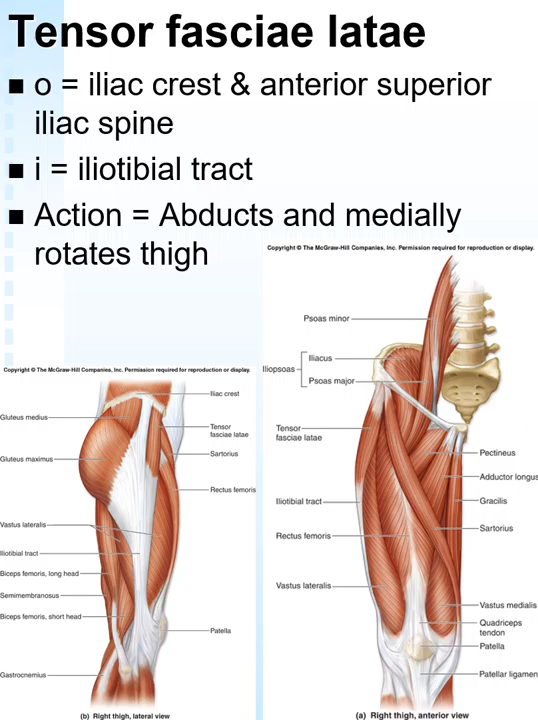 Tensor fasciae latae
■ o = iliac crest & anterior superior
iliac spine
■ i = iliotibial tract
■ Action = Abducts and medially
rotates thigh
Copyright © The McGraw-Hill Companies, Inc. Permission required for reproduction or display.
Psoas minor
Iliopsoas
Iliacus
Psoas major
Tensor
fasciae latae
Iliotibial tract
Rectus femoris
Vastus lateralis
Pectineus
Adductor longus
Gracilis
Sartorius
Vastus medialis
Quadriceps
tendon
Patella
Patellar ligament
(a) Right thigh, anterior view
Copyright © The McGraw-Hill Companies, Inc. Permission required for reproduction or display.
Gluteus medius
Gluteus maximus
Vastus lateralis
Iliotibial tract
Biceps femoris, long head
Semimembranosus
Biceps femoris, short head
Gastrocnemius
Iliac crest
Tensor
fasciae latae
Sartorius
Rectus femoris
Patella
(b) Right thigh, lateral view